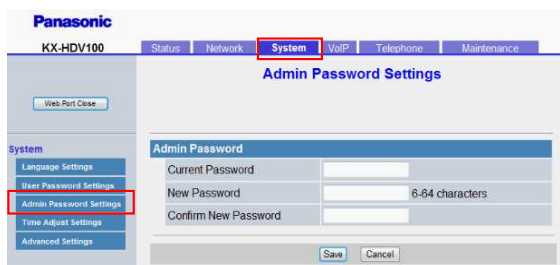 Panasonic
KX-HDV100
Status Network System VoIP Telephone Maintenance
Admin Password Settings
Web Port Close
System
Language Settings
User Password Settings
Admin Password Settings
Time Adjust Settings
Advanced Settings
Admin Password
Current Password
New Password 6-64 characters
Confirm New Password
Save Cancel